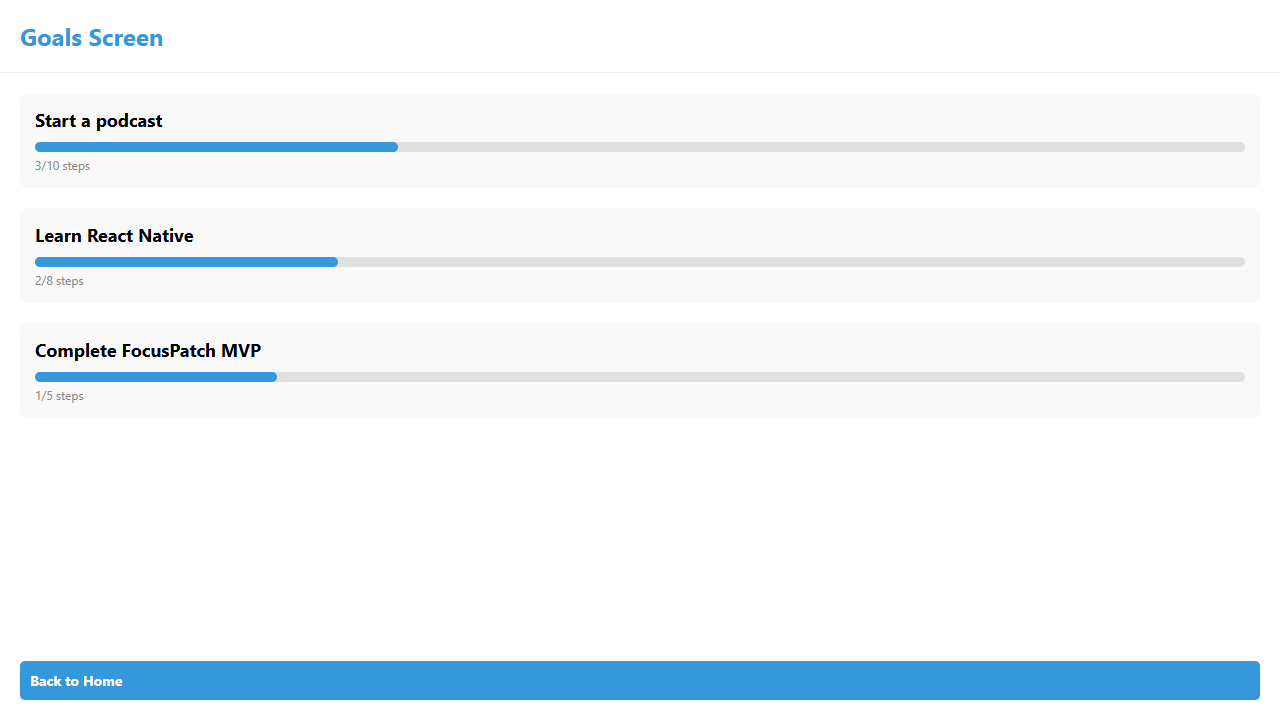 Goals Screen
Start a podcast
3/10 steps
Learn React Native
2/8 steps
Complete FocusPatch MVP
1/5 steps
Back to Home